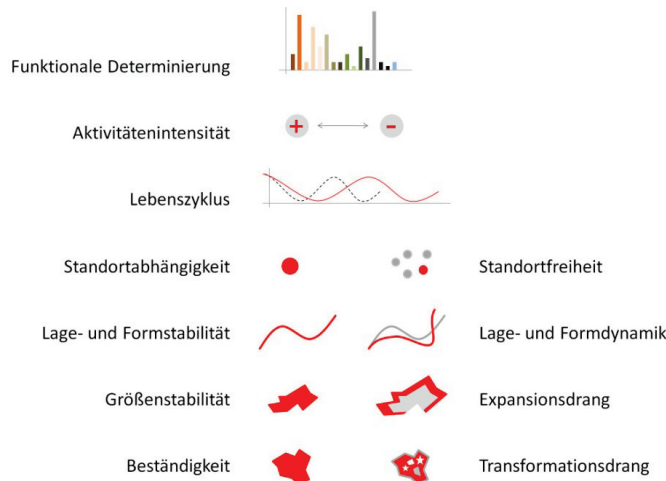 Funktionale Determinierung
Aktivitätenintensität
+ -
Lebenszyklus
Standortabhängigkeit Standortfreiheit
Lage- und Formstabilität Lage- und Formdynamik
Größenstabilität Expansionsdrang
Beständigkeit Transformationsdrang